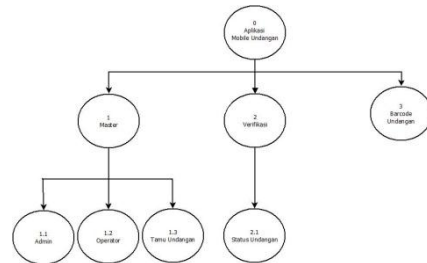 0
Aplikasi
Mobile Undangan
1
Master
2
Verifikasi
3
Barcode
Undangan
1.1
Admin
1.2
Operator
1.3
Tamu Undangan
2.1
Status Undangan